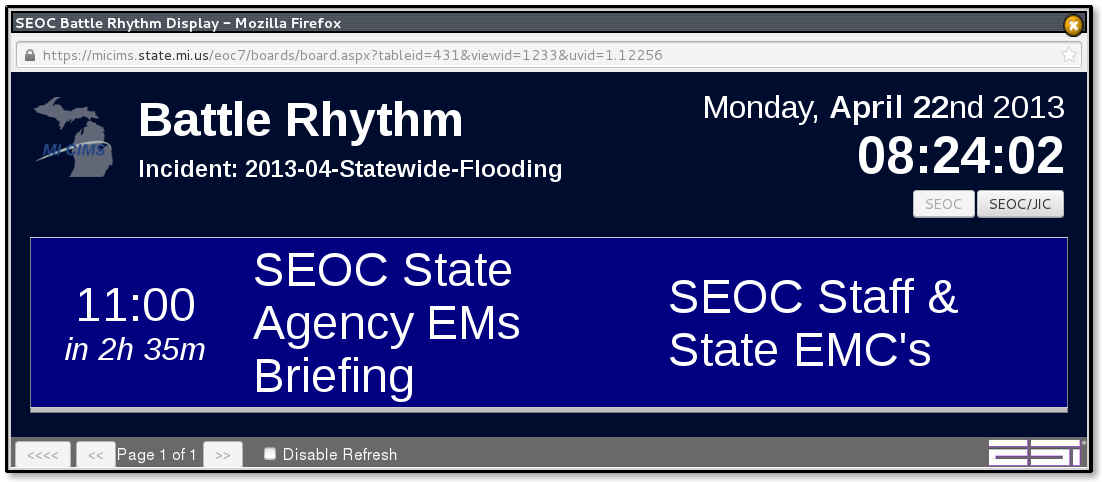 SEOC Battle Rhythm Display - Mozilla Firefox
https://micims.state.mi.us/eoc7/boards/board.aspx?tableid=431&viewid=1233&uvid=1.12256
MI CIMS
Battle Rhythm
Incident: 2013-04-Statewide-Flooding
Monday, April 22nd 2013
08:24:02
SEOC SEOC/JIC
11:00
in 2h 35m
SEOC State
Agency EMs
Briefing
SEOC Staff &
State EMC's
<<<< << Page 1 of 1 >> Disable Refresh
esi